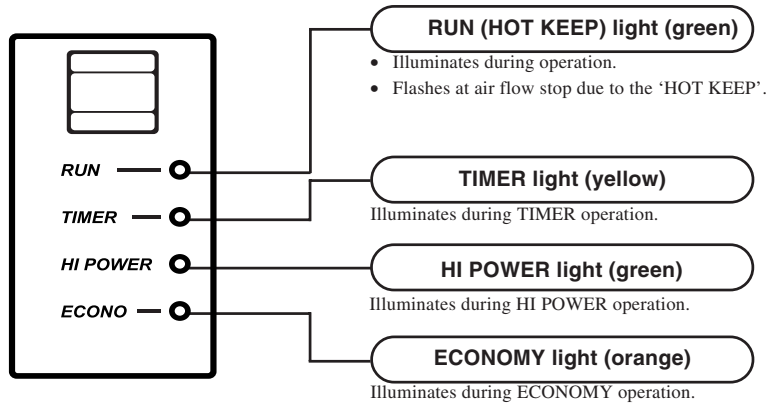 RUN
TIMER
HI POWER
ECONO
RUN (HOT KEEP) light (green)
• Illuminates during operation.
• Flashes at air flow stop due to the ‘HOT KEEP’.
TIMER light (yellow)
Illuminates during TIMER operation.
HI POWER light (green)
Illuminates during HI POWER operation.
ECONOMY light (orange)
Illuminates during ECONOMY operation.